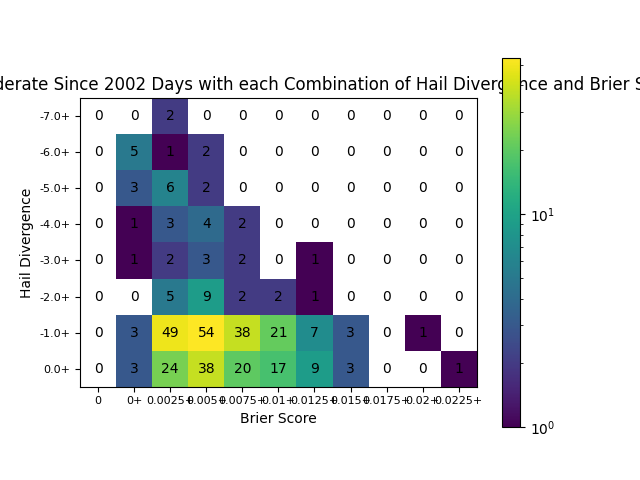 derate Since 2002 Days with each Combination of Hail Divergence and Brier S
-7.0+ 0 0 2 0 0 0 0 0 0 0 0
-6.0+ 0 5 1 2 0 0 0 0 0 0 0
-5.0+ 0 3 6 2 0 0 0 0 0 0 0
-4.0+ 0 1 3 4 2 0 0 0 0 0 0
-3.0+ 0 1 2 3 2 0 1 0 0 0 0
-2.0+ 0 0 5 9 2 2 1 0 0 0 0
-1.0+ 0 3 49 54 38 21 7 3 0 1 0
0.0+ 0 3 24 38 20 17 9 3 0 0 1
0 0+ 0.0025+ 0.005+ 0.0075+ 0.01+ 0.0125+ 0.015+ 0.0175+ 0.02+ 0.0225+
Brier Score
Hail Divergence
10¹
10⁰